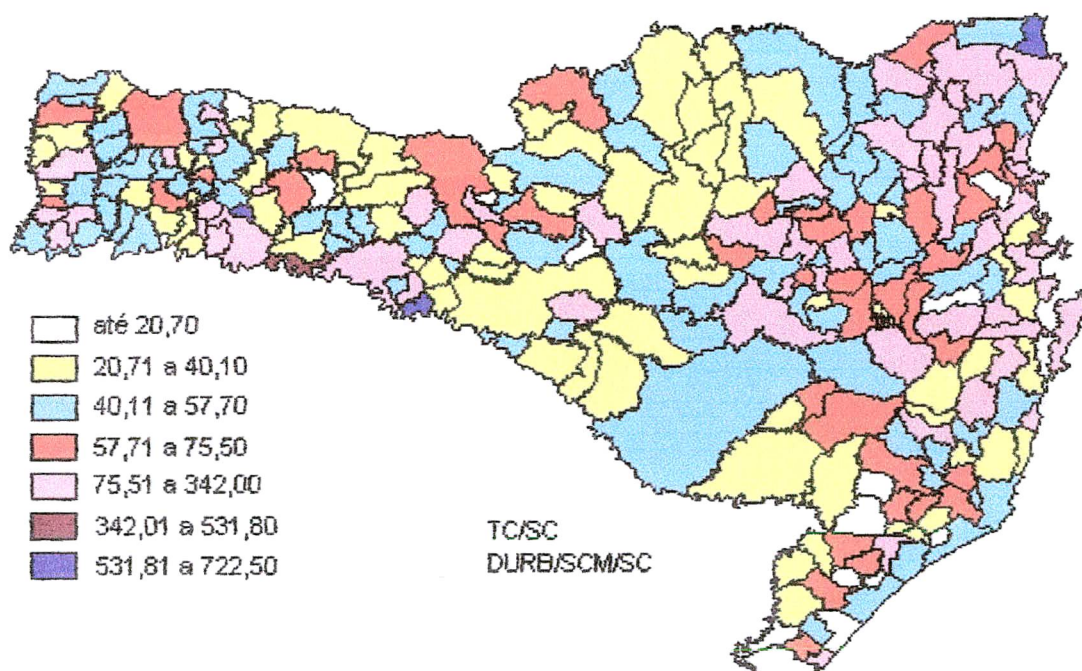 até 20,70
20,71 a 40,10
40,11 a 57,70
57,71 a 75,50
75,51 a 342,00
342,01 a 531,80
531,81 a 722,50
TC/SC
DURB/SCM/SC